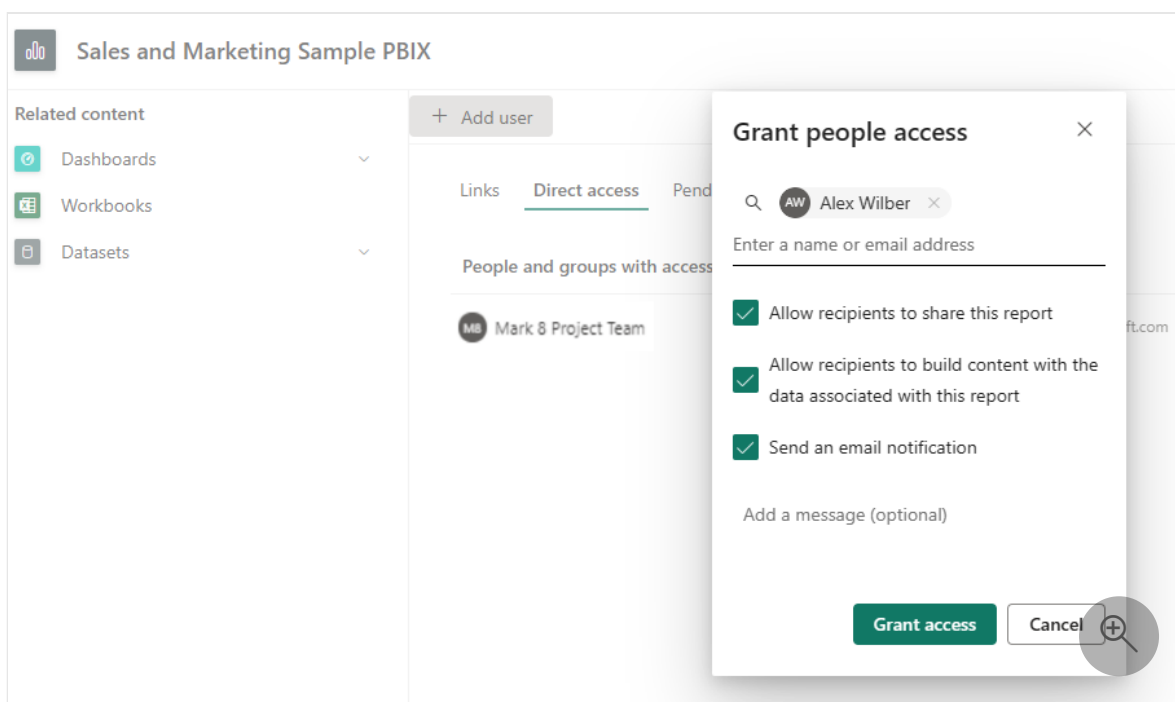 Sales and Marketing Sample PBIX
Related content
Dashboards
Workbooks
Datasets
+ Add user
Links Direct access Pend
People and groups with access
M8 Mark 8 Project Team
ft.com
Grant people access
AW Alex Wilber
Enter a name or email address
Allow recipients to share this report
Allow recipients to build content with the
data associated with this report
Send an email notification
Add a message (optional)
Grant access Cancel